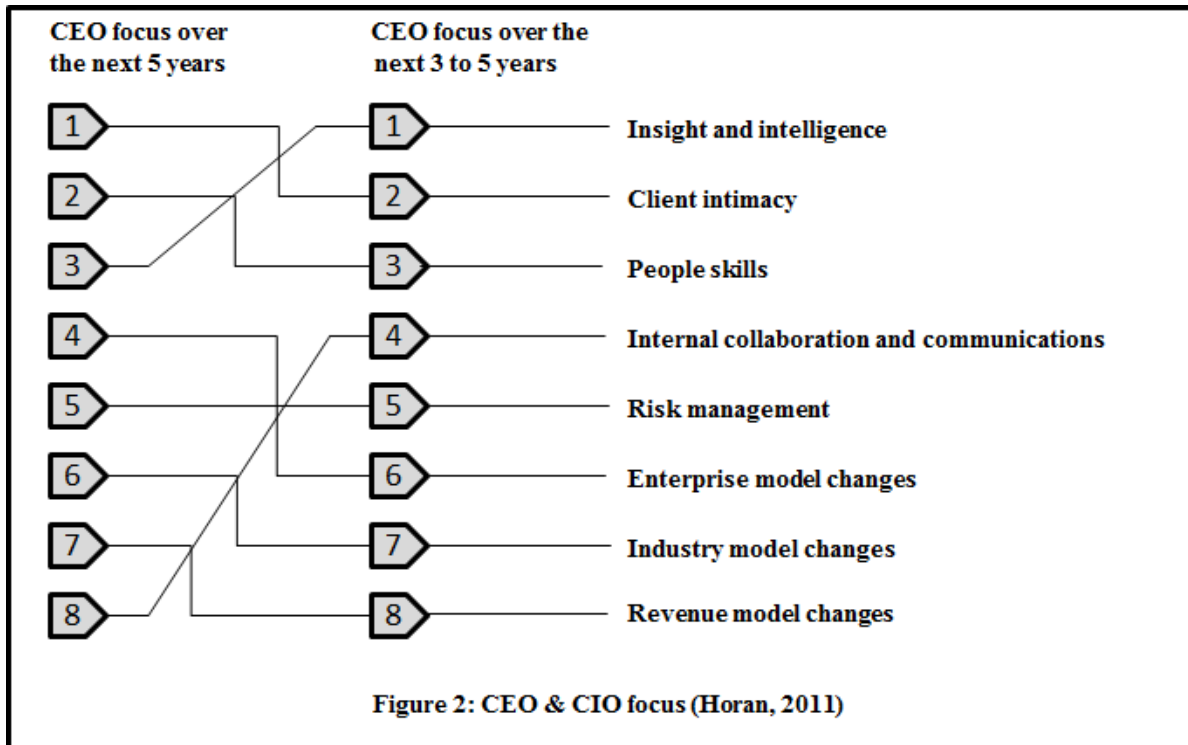 CEO focus over
the next 5 years
CEO focus over the
next 3 to 5 years
1 1 Insight and intelligence
2 2 Client intimacy
3 3 People skills
4 4 Internal collaboration and communications
5 5 Risk management
6 6 Enterprise model changes
7 7 Industry model changes
8 8 Revenue model changes
Figure 2: CEO & CIO focus (Horan, 2011)